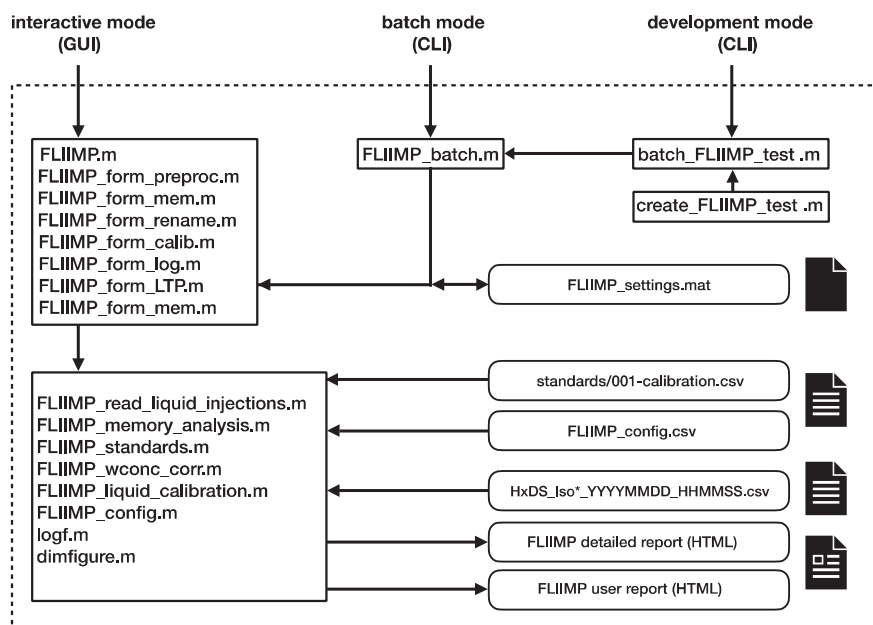 interactive mode
(GUI)
batch mode
(CLI)
development mode
(CLI)
FLIIMP.m
FLIIMP_form_preproc.m
FLIIMP_form_mem.m
FLIIMP_form_rename.m
FLIIMP_form_calib.m
FLIIMP_form_log.m
FLIIMP_form_LTP.m
FLIIMP_form_mem.m
FLIIMP_batch.m
batch_FLIIMP_test .m
create_FLIIMP_test .m
FLIIMP_settings.mat
FLIIMP_read_liquid_injections.m
FLIIMP_memory_analysis.m
FLIIMP_standards.m
FLIIMP_wconc_corr.m
FLIIMP_liquid_calibration.m
FLIIMP_config.m
logf.m
dimfigure.m
standards/001-calibration.csv
FLIIMP_config.csv
HxDS_Iso*_YYYYMMDD_HHMMSS.csv
FLIIMP detailed report (HTML)
FLIIMP user report (HTML)